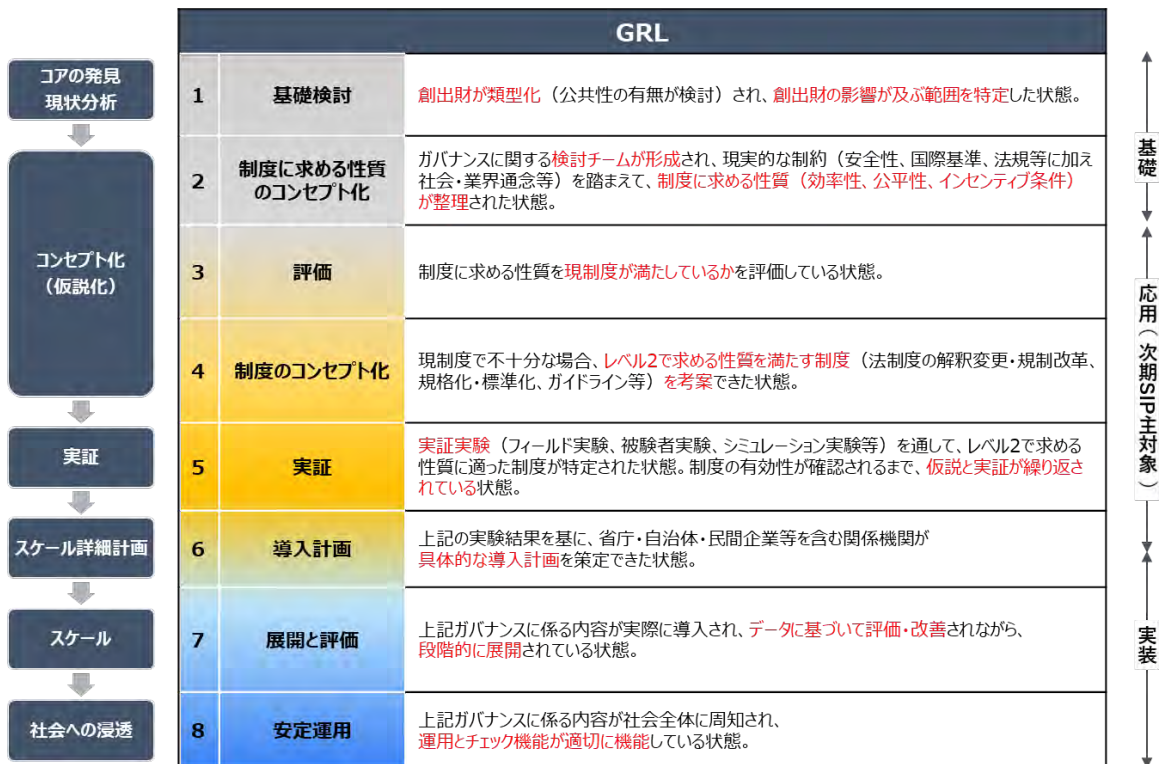 GRL
コアの発見
現状分析
1
基礎検討
創出財が類型化（公共性の有無が検討）され、創出財の影響が及ぶ範囲を特定した状態。
コンセプト化
（仮説化）
2
制度に求める性質
のコンセプト化
ガバナンスに関する検討チームが形成され、現実的な制約（安全性、国際基準、法規等に加え
社会・業界通念等）を踏まえて、制度に求める性質（効率性、公平性、インセンティブ条件）
が整理された状態。
3
評価
制度に求める性質を現制度が満たしているかを評価している状態。
4
制度のコンセプト化
現制度で不十分な場合、レベル2で求める性質を満たす制度（法制度の解釈変更・規制改革、
規格化・標準化、ガイドライン等）を考案できた状態。
実証
5
実証
実証実験（フィールド実験、被験者実験、シミュレーション実験等）を通して、レベル2で求める
性質に適った制度が特定された状態。制度の有効性が確認されるまで、仮説と実証が繰り返さ
れている状態。
スケール詳細計画
6
導入計画
上記の実験結果を基に、省庁・自治体・民間企業等を含む関係機関が
具体的な導入計画を策定できた状態。
スケール
7
展開と評価
上記ガバナンスに係る内容が実際に導入され、データに基づいて評価・改善されながら、
段階的に展開されている状態。
社会への浸透
8
安定運用
上記ガバナンスに係る内容が社会全体に周知され、
運用とチェック機能が適切に機能している状態。
基礎
応用（次期SIP主対象）
実装